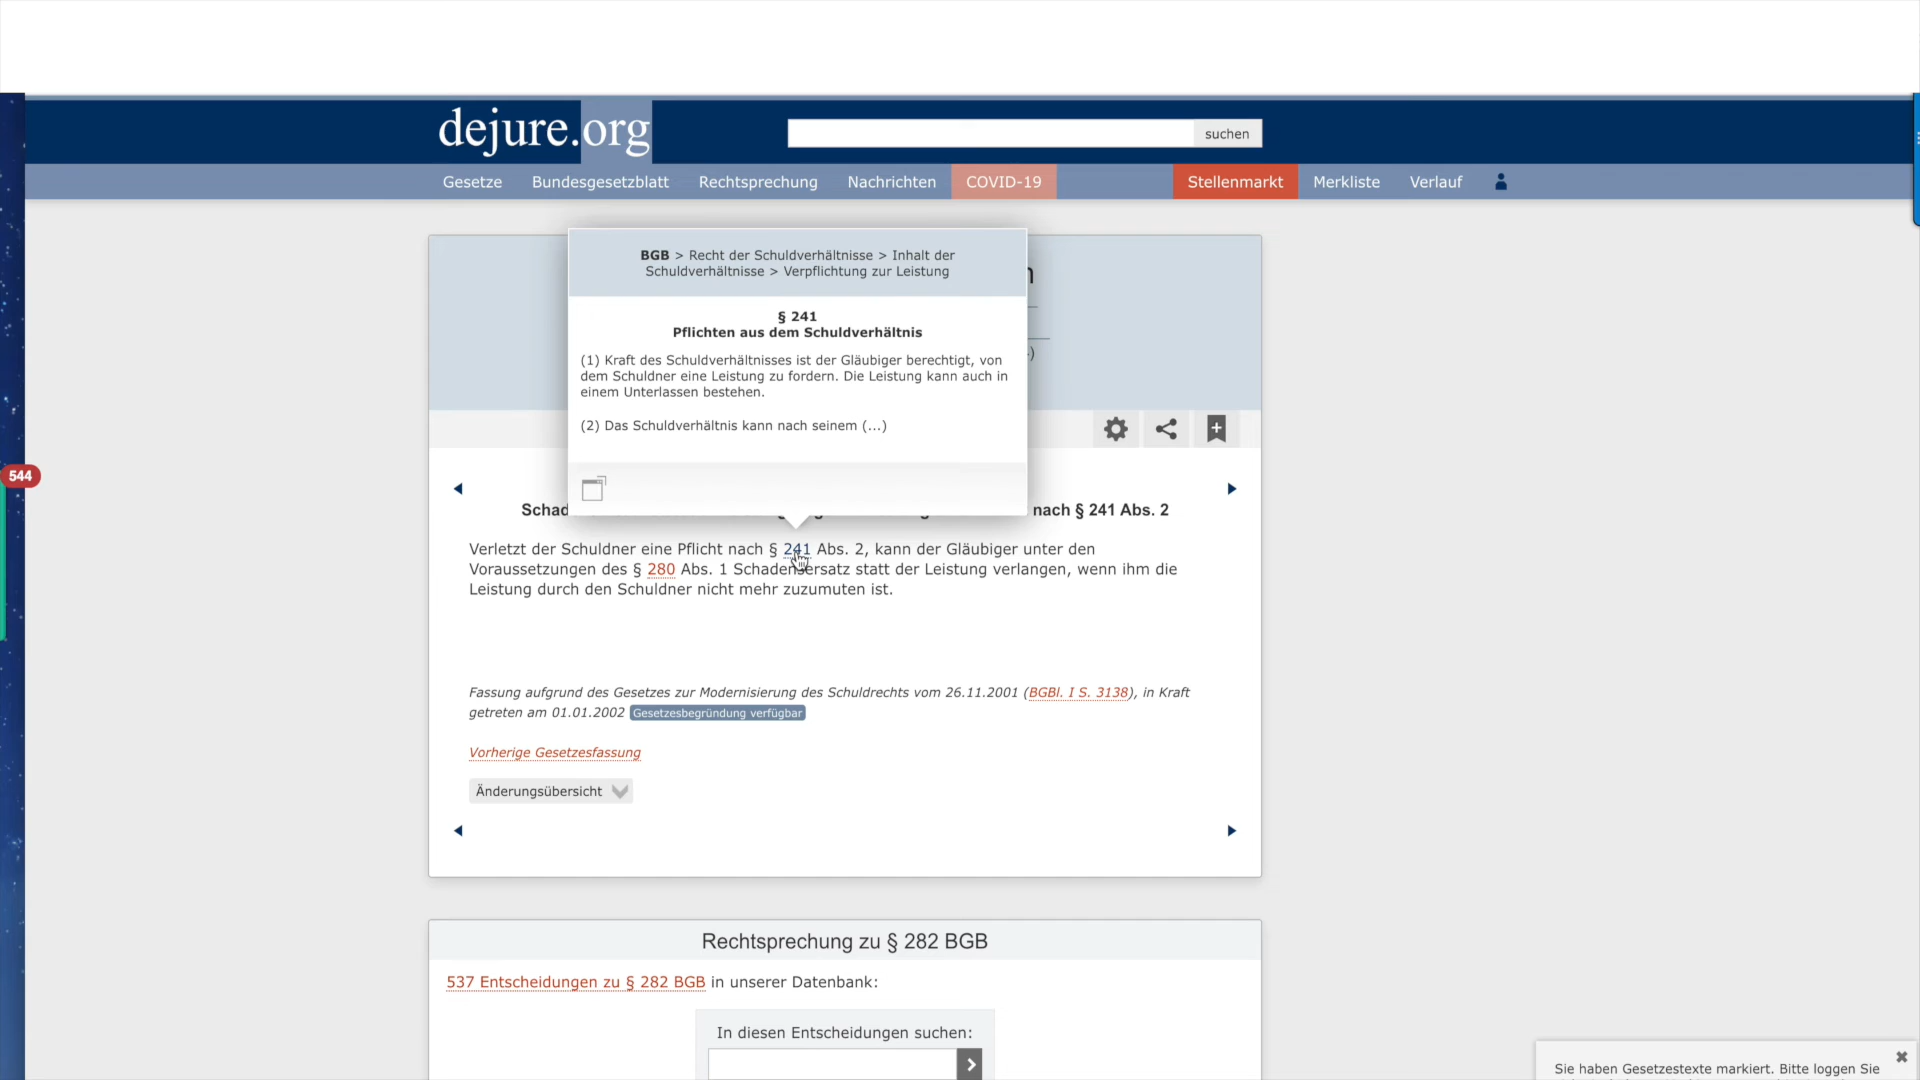 dejure.org
suchen
Gesetze Bundesgesetzblatt Rechtsprechung Nachrichten COVID-19 Stellenmarkt Merkliste Verlauf
BGB > Recht der Schuldverhältnisse > Inhalt der
Schuldverhältnisse > Verpflichtung zur Leistung
§ 241
Pflichten aus dem Schuldverhältnis
(1) Kraft des Schuldverhältnisses ist der Gläubiger berechtigt, von
dem Schuldner eine Leistung zu fordern. Die Leistung kann auch in
einem Unterlassen bestehen.
(2) Das Schuldverhältnis kann nach seinem (...)
544
nach § 241 Abs. 2
Verletzt der Schuldner eine Pflicht nach § 241 Abs. 2, kann der Gläubiger unter den
Voraussetzungen des § 280 Abs. 1 Schadensersatz statt der Leistung verlangen, wenn ihm die
Leistung durch den Schuldner nicht mehr zuzumuten ist.
Fassung aufgrund des Gesetzes zur Modernisierung des Schuldrechts vom 26.11.2001 (BGBl. I S. 3138), in Kraft
getreten am 01.01.2002 Gesetzesbegründung verfügbar
Vorherige Gesetzesfassung
Änderungsübersicht
Rechtsprechung zu § 282 BGB
537 Entscheidungen zu § 282 BGB in unserer Datenbank:
In diesen Entscheidungen suchen:
Sie haben Gesetzestexte markiert. Bitte loggen Sie